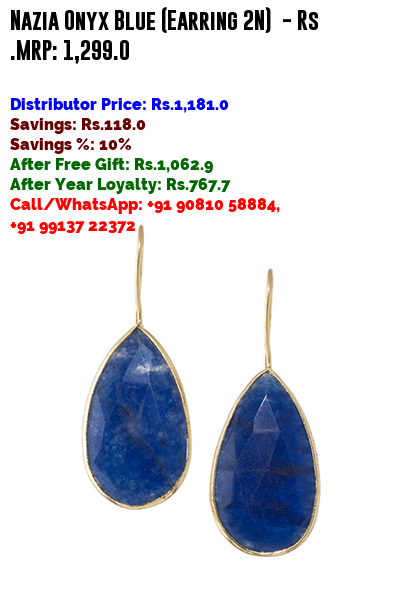 Nazia Onyx Blue (Earring 2N)  - Rs
.MRP: 1,299.0
Distributor Price: Rs.1,181.0
Savings: Rs.118.0
Savings %: 10%
After Free Gift: Rs.1,062.9
After Year Loyalty: Rs.767.7
Call/WhatsApp: +91 90810 58884,
+91 99137 22372